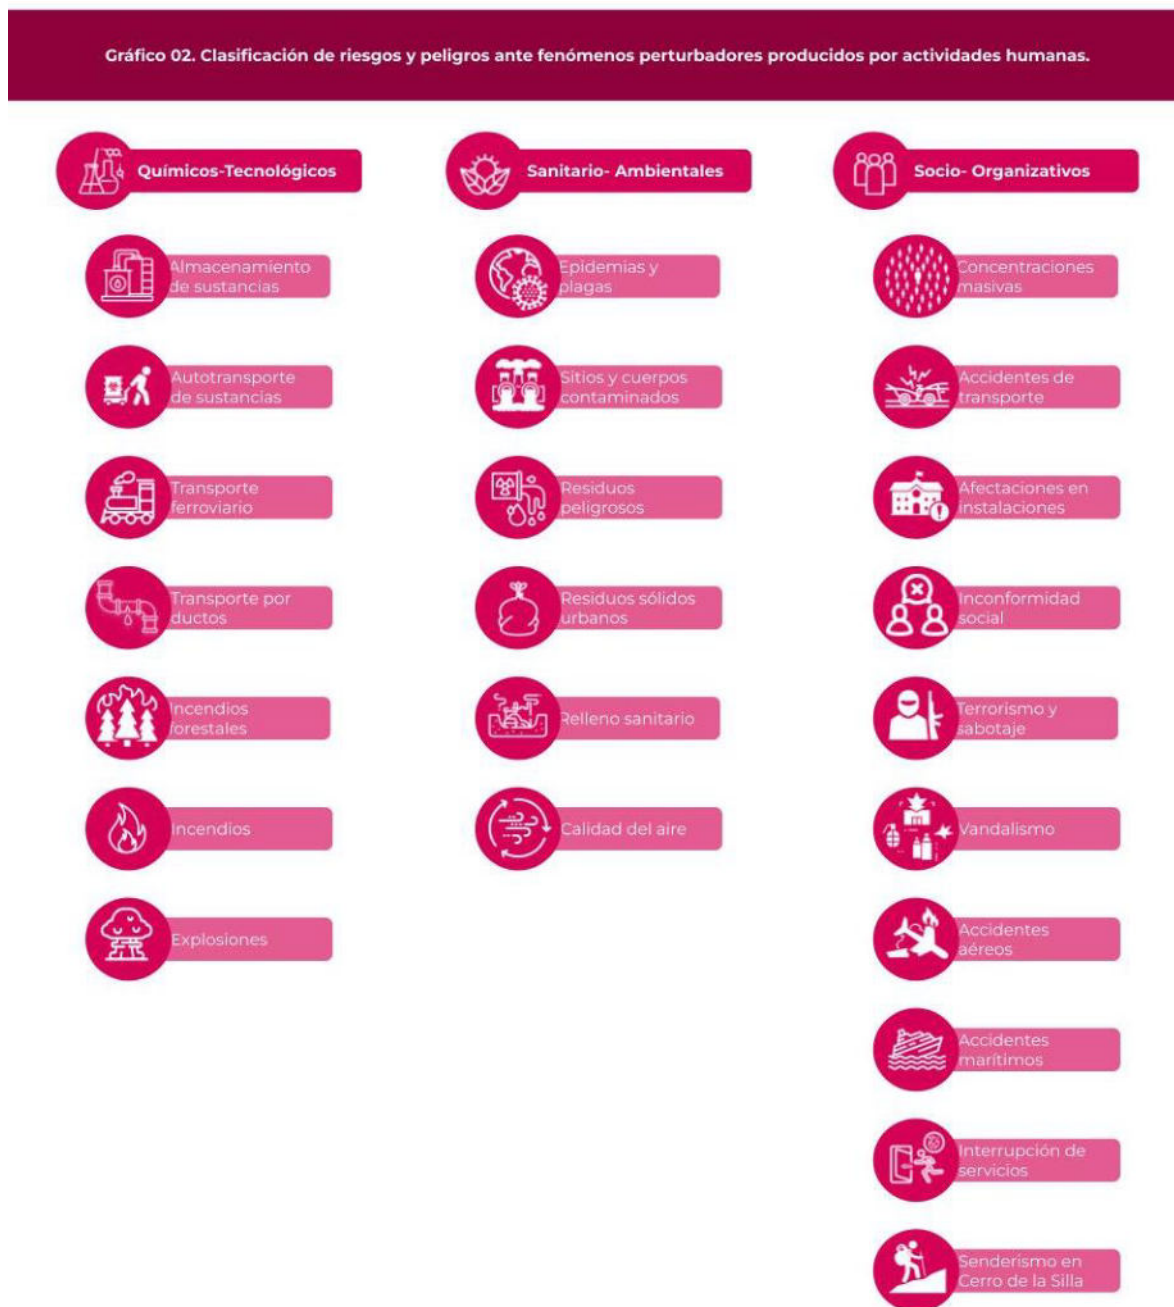 Gráfico 02. Clasificación de riesgos y peligros ante fenómenos perturbadores producidos por actividades humanas.
Químicos-Tecnológicos
Almacenamiento
de sustancias
Autotransporte
de sustancias
Transporte
ferroviario
Transporte por
ductos
Incendios
forestales
Incendios
Explosiones
Sanitario- Ambientales
Epidemias y
plagas
Sitios y cuerpos
contaminados
Residuos
peligrosos
Residuos sólidos
urbanos
Relleno sanitario
Calidad del aire
Socio- Organizativos
Concentraciones
masivas
Accidentes de
transporte
Afectaciones en
instalaciones
Inconformidad
social
Terrorismo y
sabotaje
Vandalismo
Accidentes
aéreos
Accidentes
marítimos
Interrupción de
servicios
Senderismo en
Cerro de la Silla